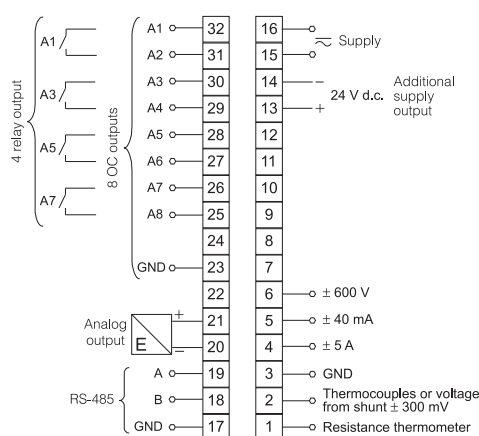 4 relay output
A1
A3
A5
A7
8 OC outputs
A1 32
A2 31
A3 30
A4 29
A5 28
A6 27
A7 26
A8 25
24
GND 23
22
Analog output
E
+ 21
− 20
RS-485
A 19
B 18
GND 17
16
15
Supply
14 −
13 +
24 V d.c.
Additional
supply
output
12
11
10
9
8
7
6 ± 600 V
5 ± 40 mA
4 ± 5 A
3 GND
2 Thermocouples or voltage
from shunt ± 300 mV
1 Resistance thermometer